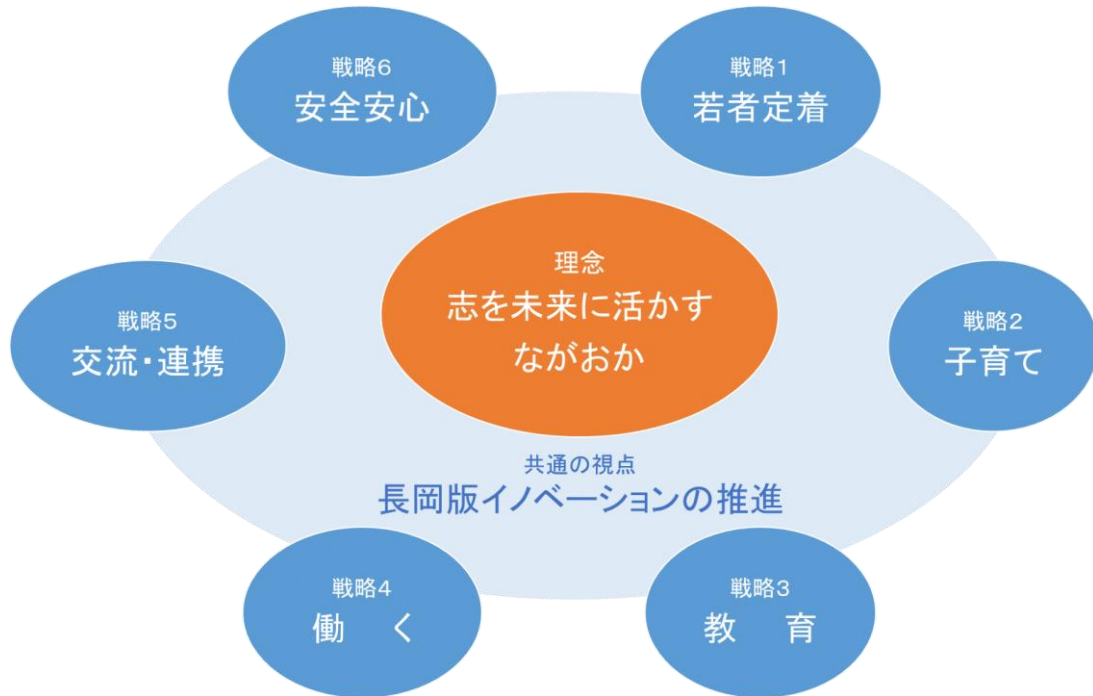 戦略6
安全安心
戦略1
若者定着
理念
志を未来に活かす
ながおか
戦略5
交流・連携
戦略2
子育て
共通の視点
長岡版イノベーションの推進
戦略4
働　く
戦略3
教　育